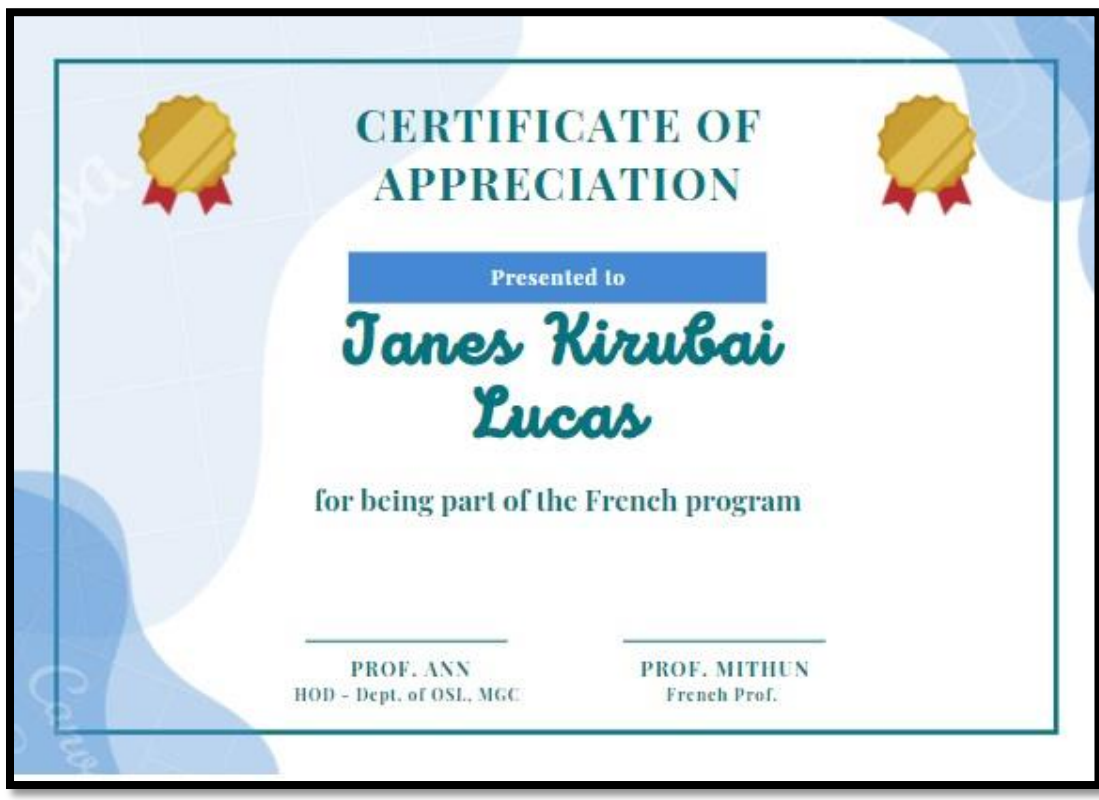 CERTIFICATE OF
APPRECIATION
Presented to
Janes Kirubai
Lucas
for being part of the French program
PROF. ANN
PROF. MITHUN
HOD - Dept. of OSL, MGC
French Prof.
Canva